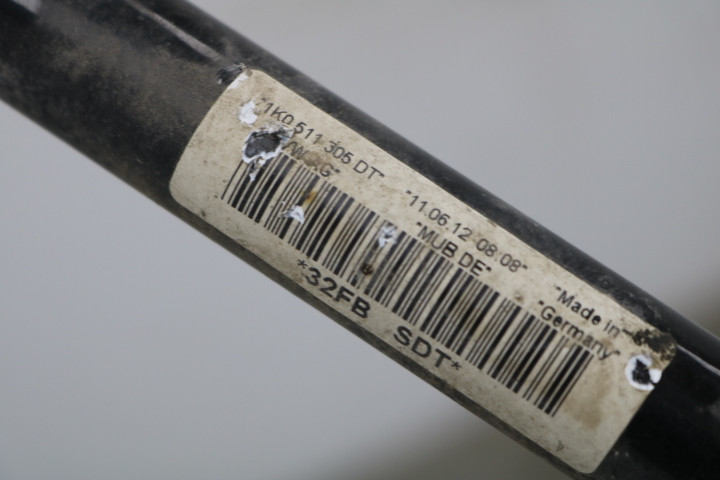 "1K0 511 305 DT" "11.06.12 08:08" "Made in
"MUB DE" "Germany"
*32FB SDT*